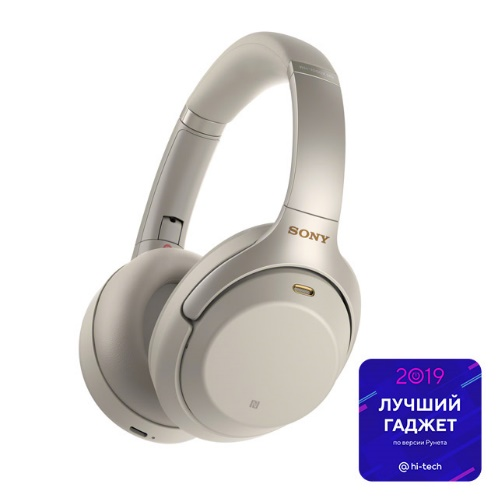 SONY
2019
ЛУЧШИЙ
ГАДЖЕТ
по версии Рунета
@hi-tech